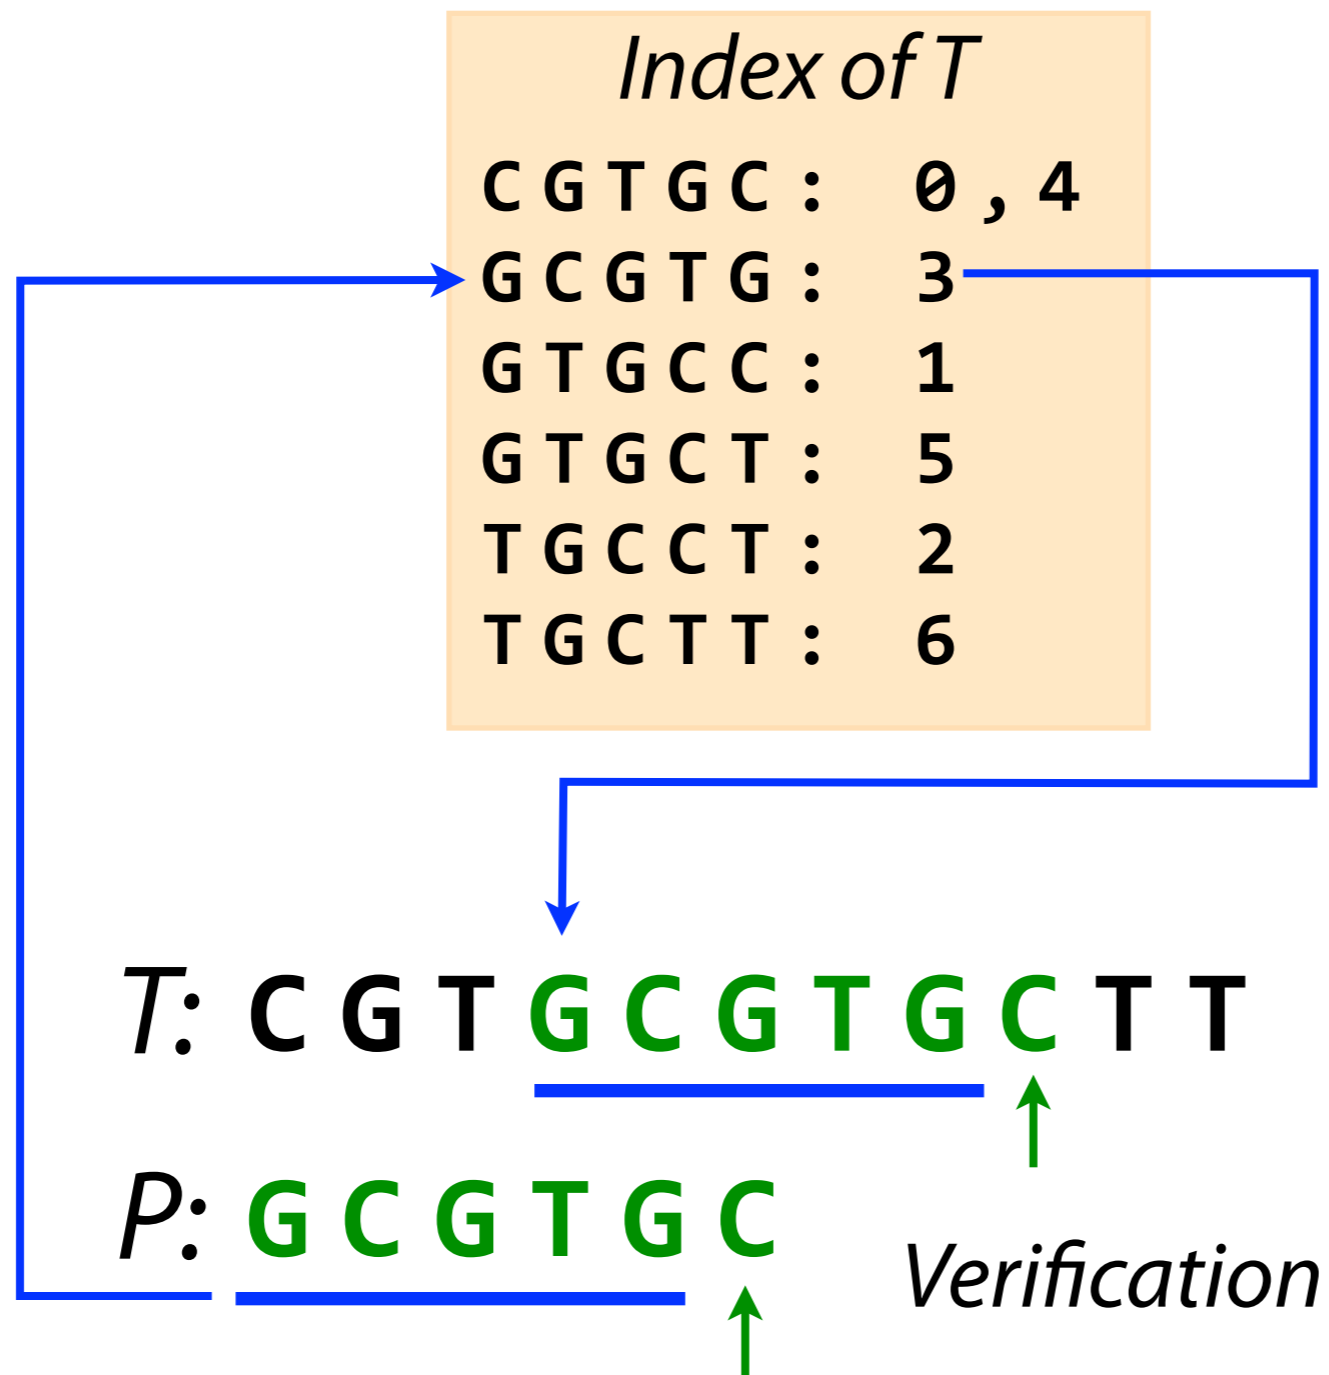 Index of T
CGTGC: 0,4
GCGTG: 3
GTGCC: 1
GTGCT: 5
TGCCT: 2
TGCTT: 6
T: CGTGCGTGCTT
P: GCGTGC
Verification